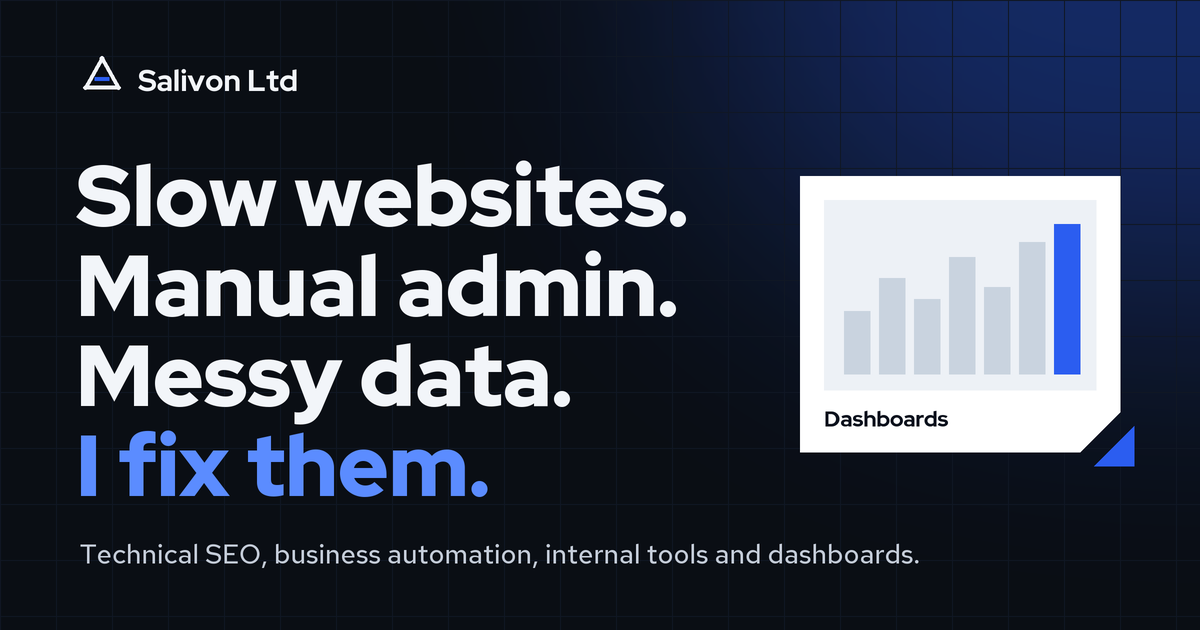 Salivon Ltd
Slow websites.
Manual admin.
Messy data.
I fix them.
Dashboards
Technical SEO, business automation, internal tools and dashboards.